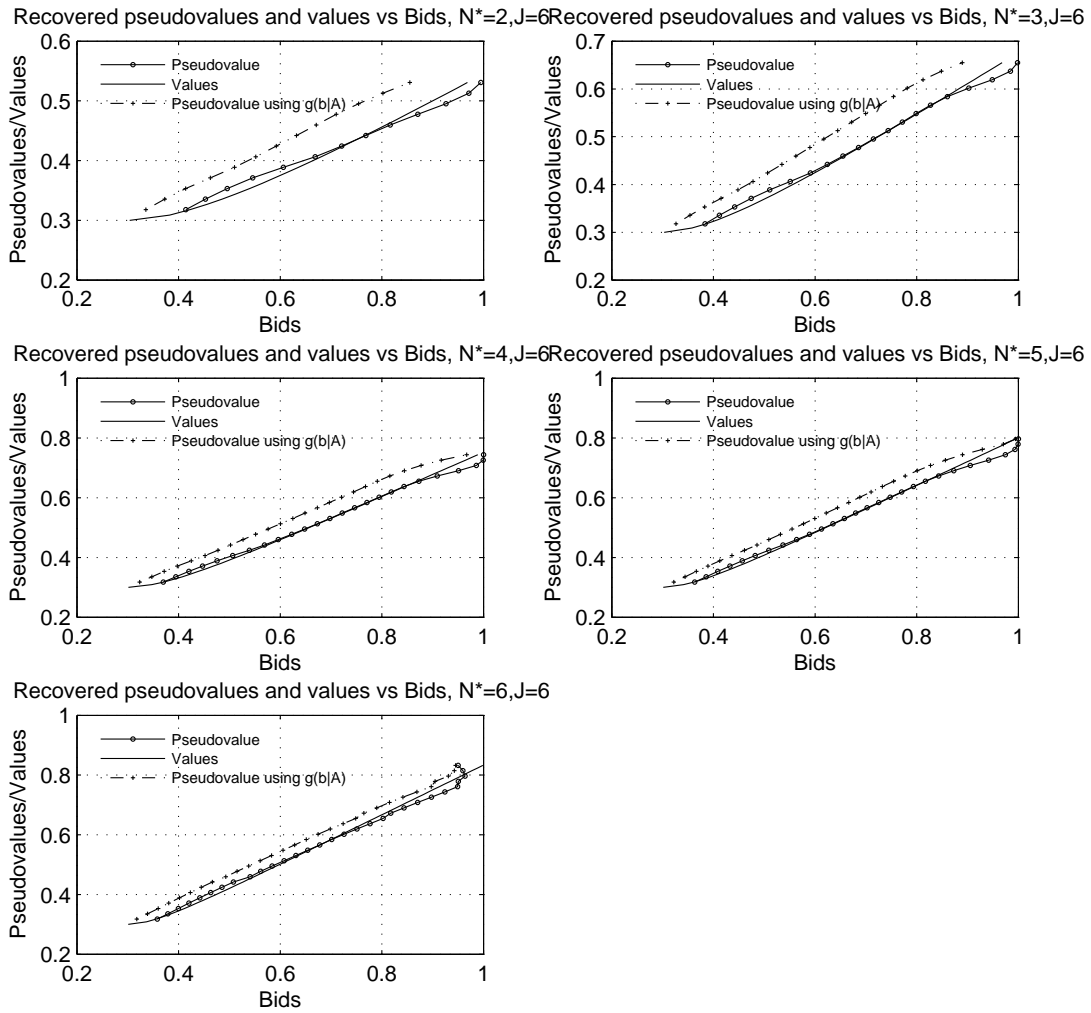 Recovered pseudovalues and values vs Bids, N*=2,J=6
0.6
0.5
0.4
0.3
0.2
Pseudovalues/Values
Pseudovalue
Values
Pseudovalue using g(b|A)
0.2
0.4
0.6
0.8
1
Bids
Recovered pseudovalues and values vs Bids, N*=3,J=6
0.7
0.6
0.5
0.4
0.3
0.2
Pseudovalues/Values
Pseudovalue
Values
Pseudovalue using g(b|A)
0.2
0.4
0.6
0.8
1
Bids
Recovered pseudovalues and values vs Bids, N*=4,J=6
1
0.8
0.6
0.4
0.2
Pseudovalues/Values
Pseudovalue
Values
Pseudovalue using g(b|A)
0.2
0.4
0.6
0.8
1
Bids
Recovered pseudovalues and values vs Bids, N*=5,J=6
1
0.8
0.6
0.4
0.2
Pseudovalues/Values
Pseudovalue
Values
Pseudovalue using g(b|A)
0.2
0.4
0.6
0.8
1
Bids
Recovered pseudovalues and values vs Bids, N*=6,J=6
1
0.8
0.6
0.4
0.2
Pseudovalues/Values
Pseudovalue
Values
Pseudovalue using g(b|A)
0.2
0.4
0.6
0.8
1
Bids